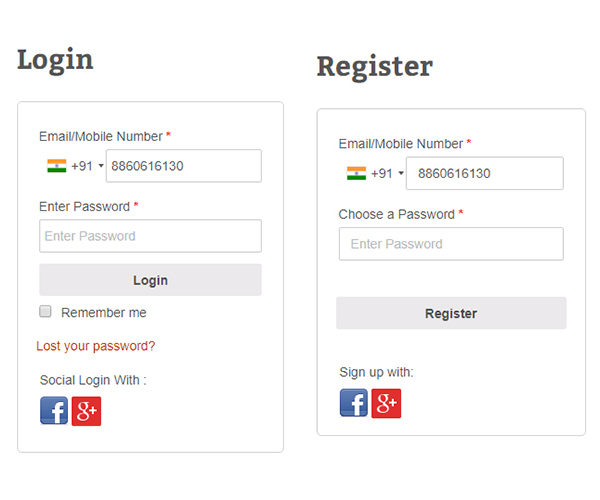 Login
Email/Mobile Number *
+91 8860616130
Enter Password *
Enter Password
Login
Remember me
Lost your password?
Social Login With :
f g+
Register
Email/Mobile Number *
+91 8860616130
Choose a Password *
Enter Password
Register
Sign up with:
f g+